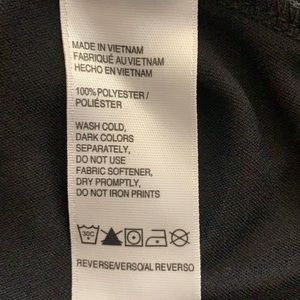 MADE IN VIETNAM
FABRIQUÉ AU VIETNAM
HECHO EN VIETNAM
100% POLYESTER /
POLIÉSTER
WASH COLD,
DARK COLORS
SEPARATELY,
DO NOT USE
FABRIC SOFTENER,
DRY PROMPTLY,
DO NOT IRON PRINTS
30C
REVERSE/VERSO/AL REVERSO